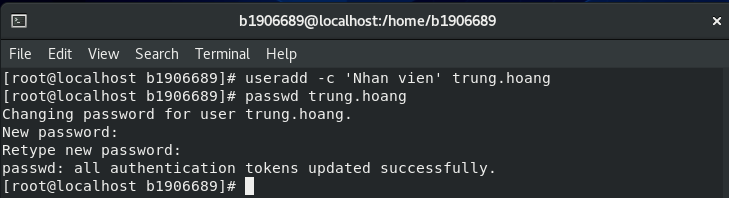 b1906689@localhost:/home/b1906689
File Edit View Search Terminal Help
[root@localhost b1906689]# useradd -c 'Nhan vien' trung.hoang
[root@localhost b1906689]# passwd trung.hoang
Changing password for user trung.hoang.
New password:
Retype new password:
passwd: all authentication tokens updated successfully.
[root@localhost b1906689]#